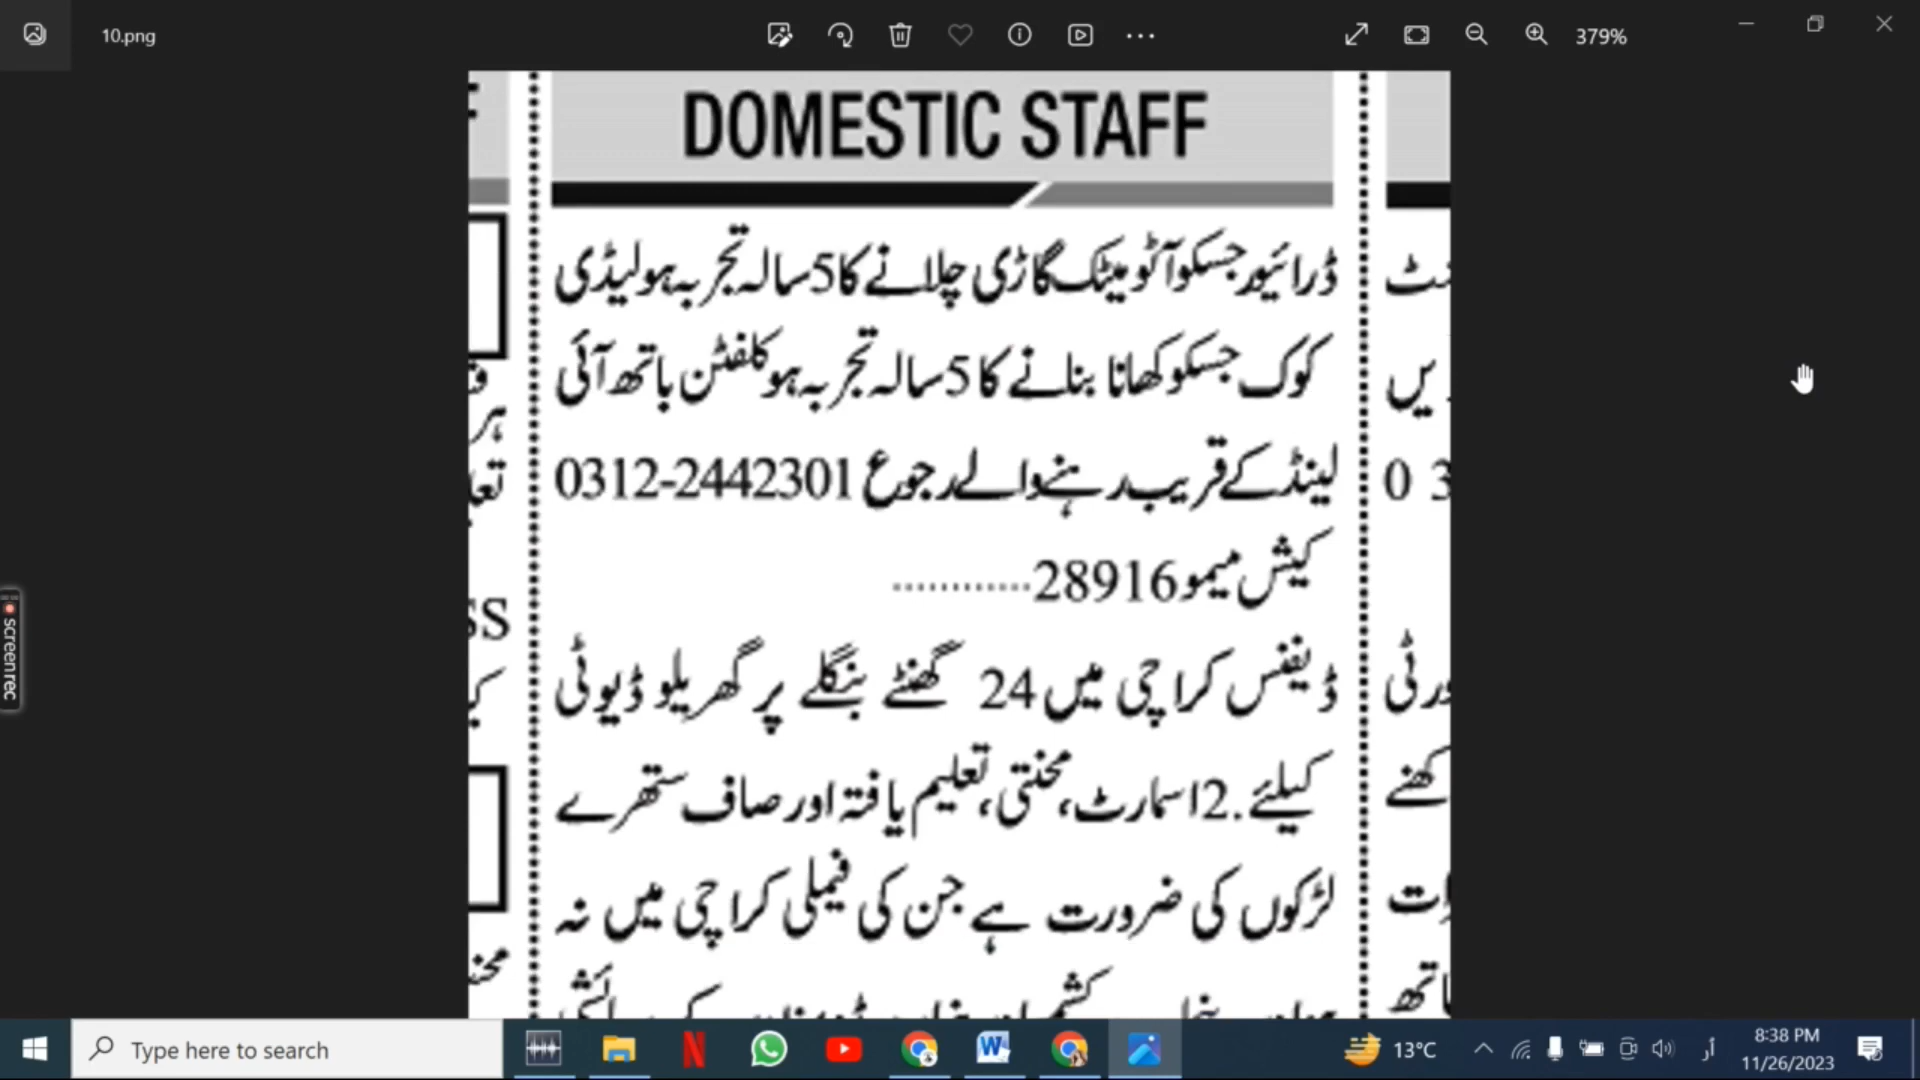 10.png
379%
DOMESTIC STAFF
ڈرائیور جسکو آٹومیٹک گاڑی چلانے کا 5 سالہ تجربہ ہو لیڈی
کوک جسکو کھانا بنانے کا 5 سالہ تجربہ ہو کلفٹن باتھ آئی
لینڈ کے قریب رہنے والے رجوع 0312-2442301
کیش میمو 28916............
ڈیفنس کراچی میں 24 گھنٹے بنگلے پر گھریلو ڈیوٹی
کیلئے .2 اسمارٹ، محنتی، تعلیم یافتہ اور صاف ستھرے
لڑکوں کی ضرورت ہے جن کی فیملی کراچی میں نہ
screenrec
Type here to search
13°C
أر
8:38 PM
11/26/2023